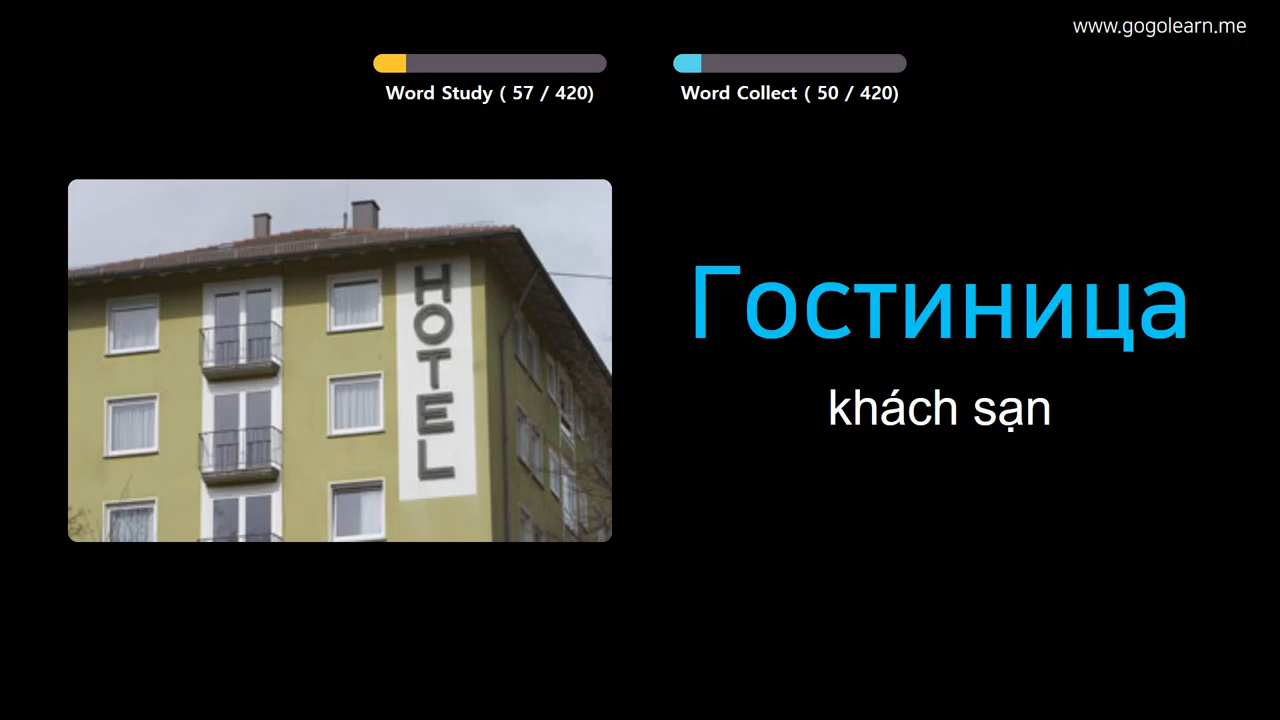 www.gogolearn.me
Word Study ( 57 / 420)
Word Collect ( 50 / 420)
HOTEL
Гостиница
khách sạn